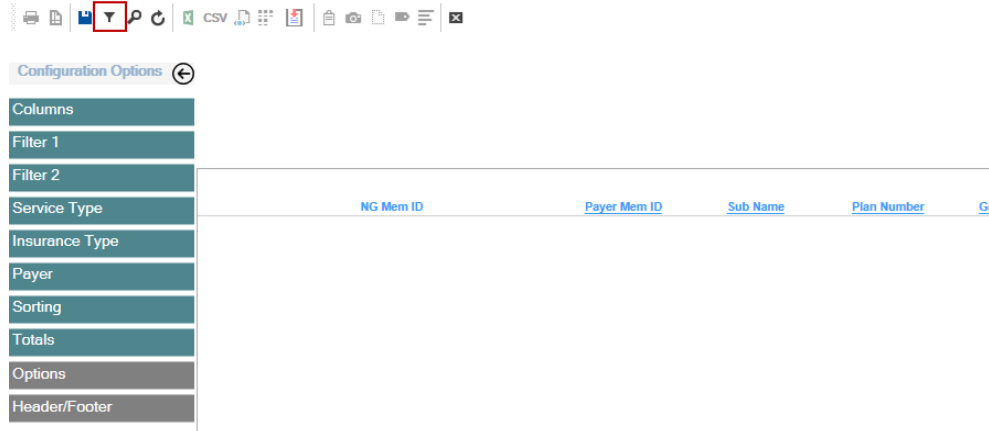 CSV
Configuration Options
Columns
Filter 1
Filter 2
Service Type
NG Mem ID Payer Mem ID Sub Name Plan Number G
Insurance Type
Payer
Sorting
Totals
Options
Header/Footer